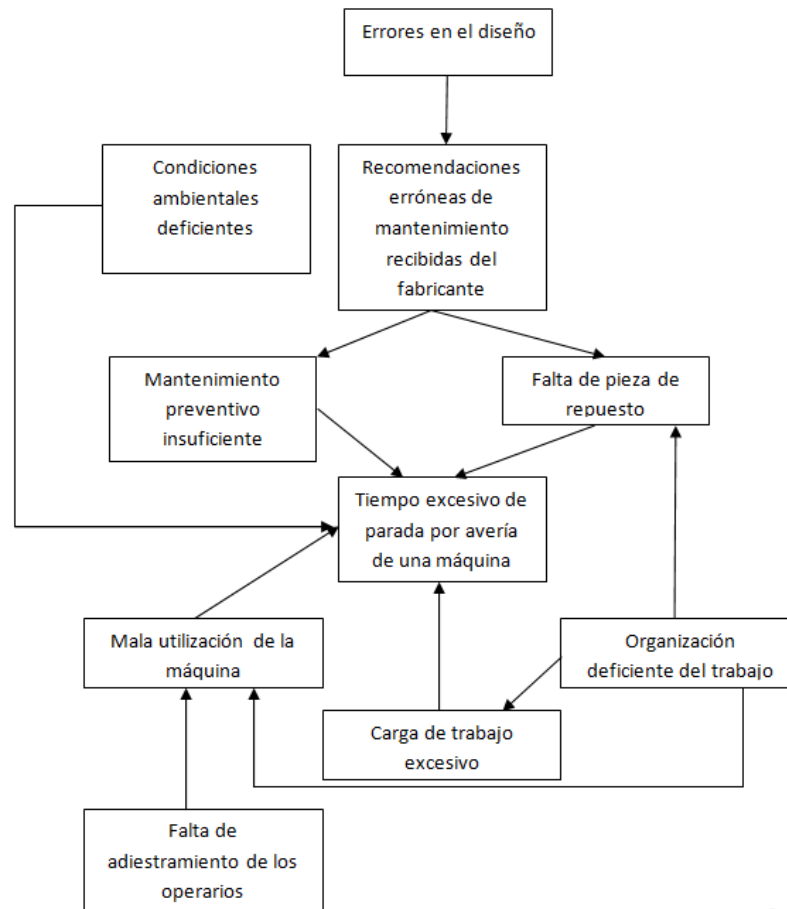 Errores en el diseño
Condiciones
ambientales
deficientes
Recomendaciones
erróneas de
mantenimiento
recibidas del
fabricante
Mantenimiento
preventivo
insuficiente
Falta de pieza de
repuesto
Tiempo excesivo de
parada por avería
de una máquina
Mala utilización de la
máquina
Organización
deficiente del trabajo
Carga de trabajo
excesivo
Falta de
adiestramiento de los
operarios